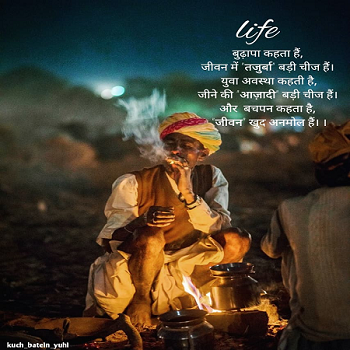 life
बुढ़ापा कहता हैं,
जीवन में 'तजुर्बा' बड़ी चीज हैं।
युवा अवस्था कहती है,
जीने की 'आज़ादी' बड़ी चीज हैं।
और बचपन कहता है,
'जीवन' खुद अनमोल हैं।।
kuch_batein_yuhi